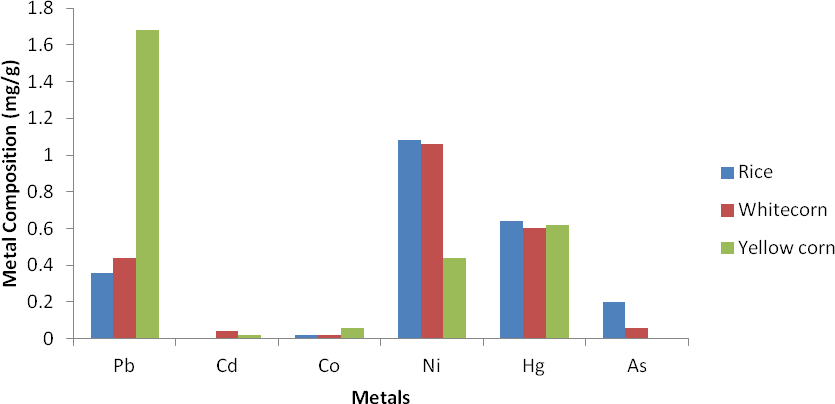 1.8
1.6
1.4
1.2
1
0.8
0.6
0.4
0.2
0
Metal Composition (mg/g)
Pb Cd Co Ni Hg As
Metals
Rice
Whitecorn
Yellow corn